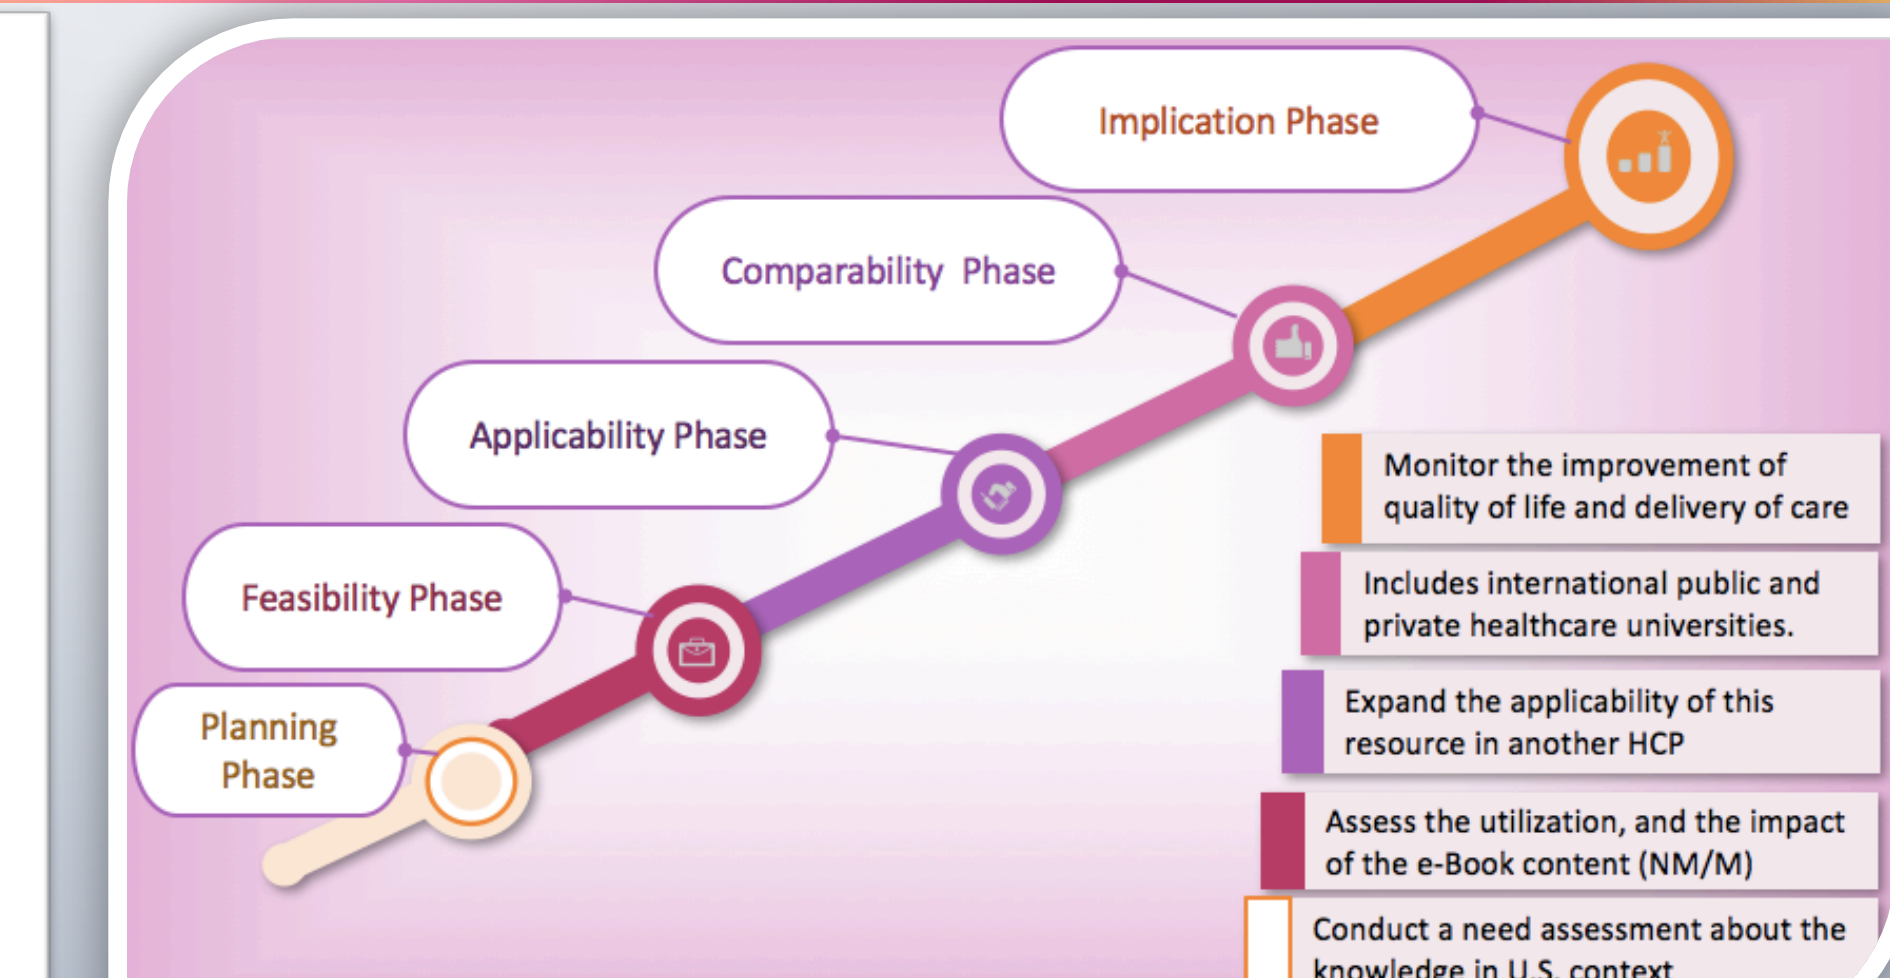 Implication Phase
Comparability Phase
Applicability Phase
Feasibility Phase
Planning
Phase
Monitor the improvement of
quality of life and delivery of care
Includes international public and
private healthcare universities.
Expand the applicability of this
resource in another HCP
Assess the utilization, and the impact
of the e-Book content (NM/M)
Conduct a need assessment about the
knowledge in U.S. context